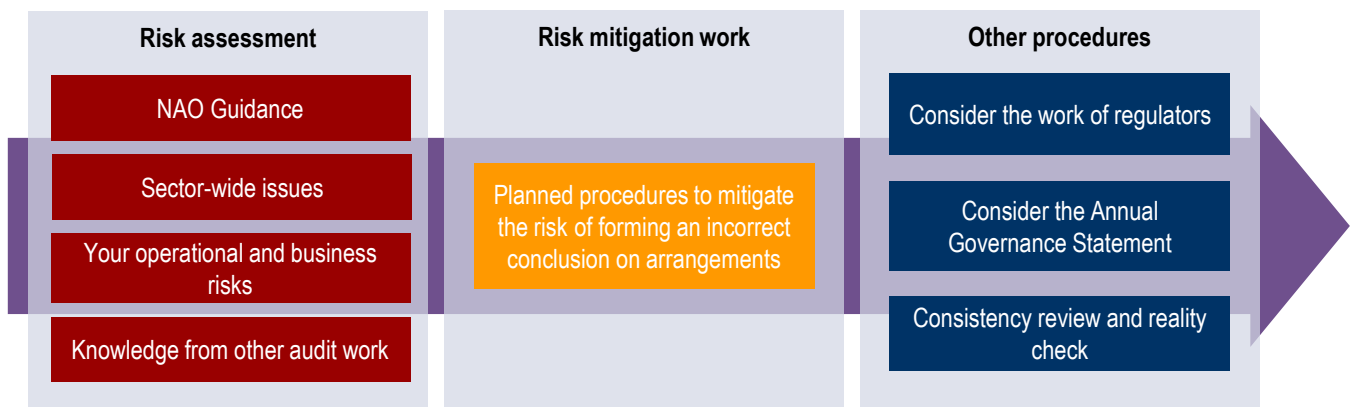 Risk assessment
NAO Guidance
Sector-wide issues
Your operational and business
risks
Knowledge from other audit work
Risk mitigation work
Planned procedures to mitigate
the risk of forming an incorrect
conclusion on arrangements
Other procedures
Consider the work of regulators
Consider the Annual
Governance Statement
Consistency review and reality
check